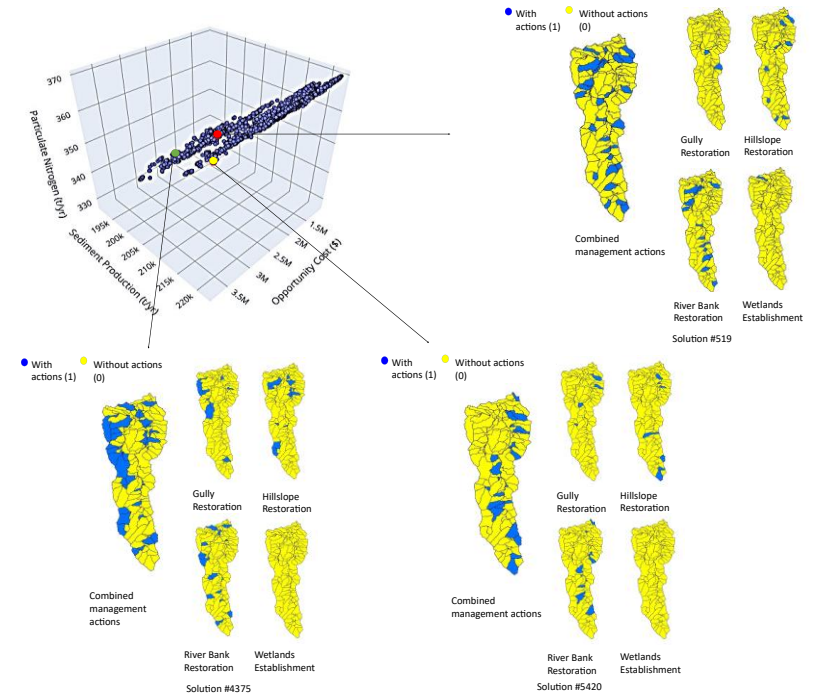 370
360
350
340
330
Particulate Nitrogen (t/yr)
195k
200k
205k
210k
215k
220k
Sediment Production (t/yr)
1.5M
2M
2.5M
3M
3.5M
Opportunity Cost ($)
With
actions (1)
Without actions
(0)
Gully
Restoration
Hillslope
Restoration
Combined
management actions
River Bank
Restoration
Wetlands
Establishment
Solution #519
With
actions (1)
Without actions
(0)
Gully
Restoration
Hillslope
Restoration
Combined
management
actions
River Bank
Restoration
Wetlands
Establishment
Solution #4375
With
actions (1)
Without actions
(0)
Gully
Restoration
Hillslope
Restoration
Combined
management actions
River Bank
Restoration
Wetlands
Establishment
Solution #5420